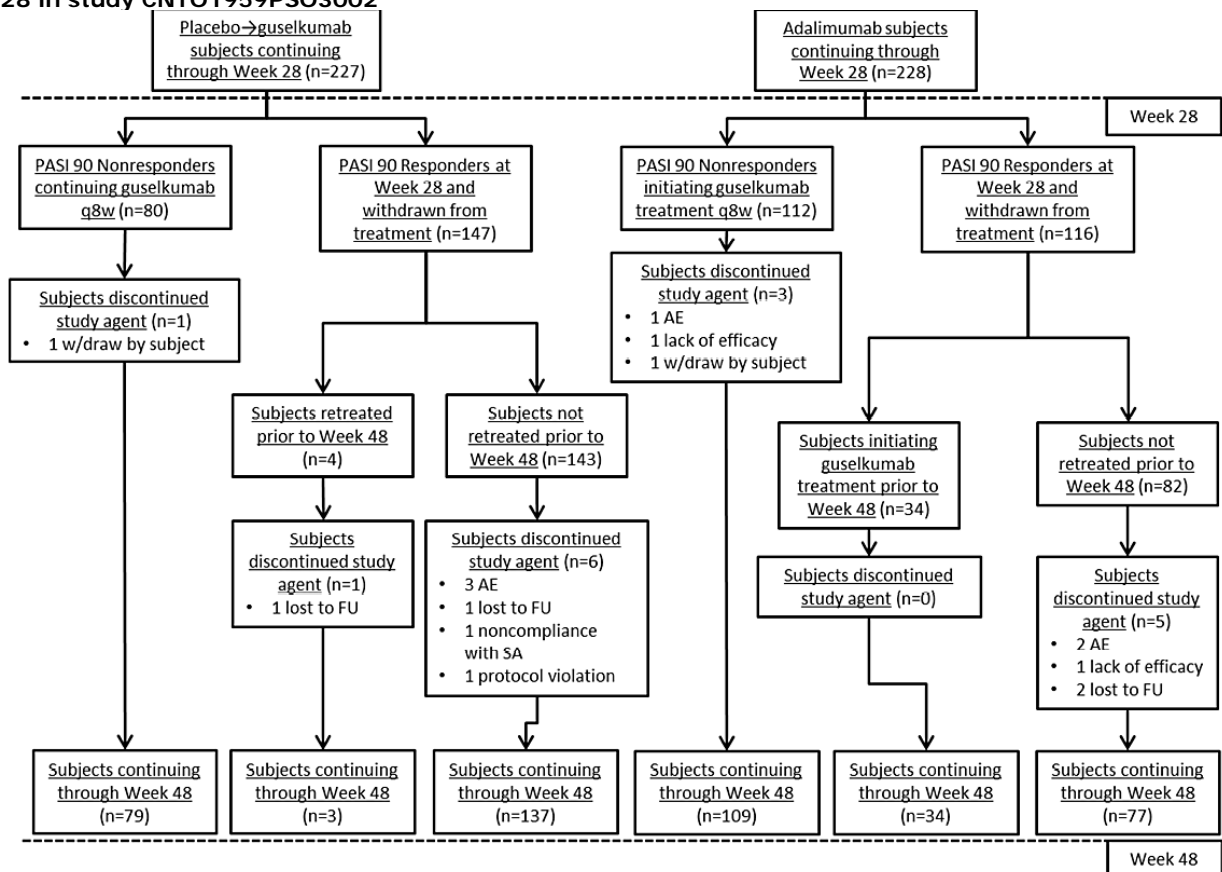 28 in study CNTO1959PSO3002
Placebo→guselkumab
subjects continuing
through Week 28 (n=227)
Adalimumab subjects
continuing through
Week 28 (n=228)
Week 28
PASI 90 Nonresponders
continuing guselkumab
q8w (n=80)
PASI 90 Responders at
Week 28 and
withdrawn from
treatment (n=147)
PASI 90 Nonresponders
initiating guselkumab
treatment q8w (n=112)
PASI 90 Responders at
Week 28 and
withdrawn from
treatment (n=116)
Subjects discontinued
study agent (n=1)
• 1 w/draw by subject
Subjects discontinued
study agent (n=3)
• 1 AE
• 1 lack of efficacy
• 1 w/draw by subject
Subjects retreated
prior to Week 48
(n=4)
Subjects not
retreated prior to
Week 48 (n=143)
Subjects initiating
guselkumab
treatment prior to
Week 48 (n=34)
Subjects not
retreated prior to
Week 48 (n=82)
Subjects
discontinued study
agent (n=1)
• 1 lost to FU
Subjects discontinued
study agent (n=6)
• 3 AE
• 1 lost to FU
• 1 noncompliance
with SA
• 1 protocol violation
Subjects discontinued
study agent (n=0)
Subjects
discontinued study
agent (n=5)
• 2 AE
• 1 lack of efficacy
• 2 lost to FU
Subjects continuing
through Week 48
(n=79)
Subjects continuing
through Week 48
(n=3)
Subjects continuing
through Week 48
(n=137)
Subjects continuing
through Week 48
(n=109)
Subjects continuing
through Week 48
(n=34)
Subjects continuing
through Week 48
(n=77)
Week 48